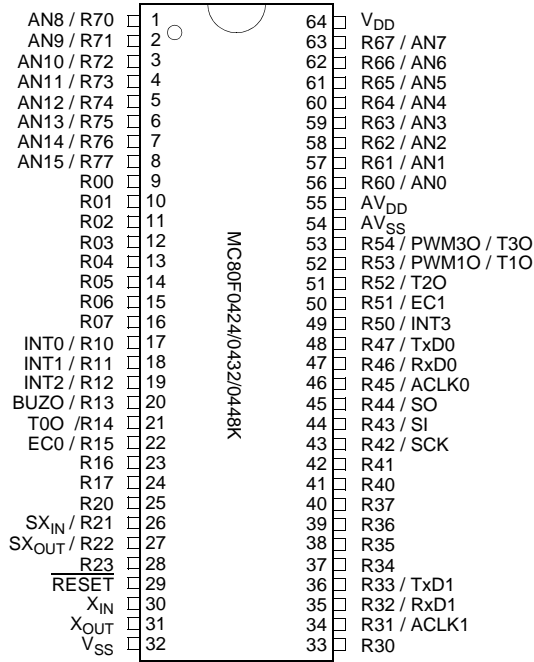 AN8 / R70 1
AN9 / R71 2
AN10 / R72 3
AN11 / R73 4
AN12 / R74 5
AN13 / R75 6
AN14 / R76 7
AN15 / R77 8
R00 9
R01 10
R02 11
R03 12
R04 13
R05 14
R06 15
R07 16
INT0 / R10 17
INT1 / R11 18
INT2 / R12 19
BUZO / R13 20
T0O /R14 21
EC0 / R15 22
R16 23
R17 24
R20 25
SXIN / R21 26
SXOUT / R22 27
R23 28
RESET 29
XIN 30
XOUT 31
VSS 32
MC80F0424/0432/0448K
64 VDD
63 R67 / AN7
62 R66 / AN6
61 R65 / AN5
60 R64 / AN4
59 R63 / AN3
58 R62 / AN2
57 R61 / AN1
56 R60 / AN0
55 AVDD
54 AVSS
53 R54 / PWM3O / T3O
52 R53 / PWM1O / T1O
51 R52 / T2O
50 R51 / EC1
49 R50 / INT3
48 R47 / TxD0
47 R46 / RxD0
46 R45 / ACLK0
45 R44 / SO
44 R43 / SI
43 R42 / SCK
42 R41
41 R40
40 R37
39 R36
38 R35
37 R34
36 R33 / TxD1
35 R32 / RxD1
34 R31 / ACLK1
33 R30